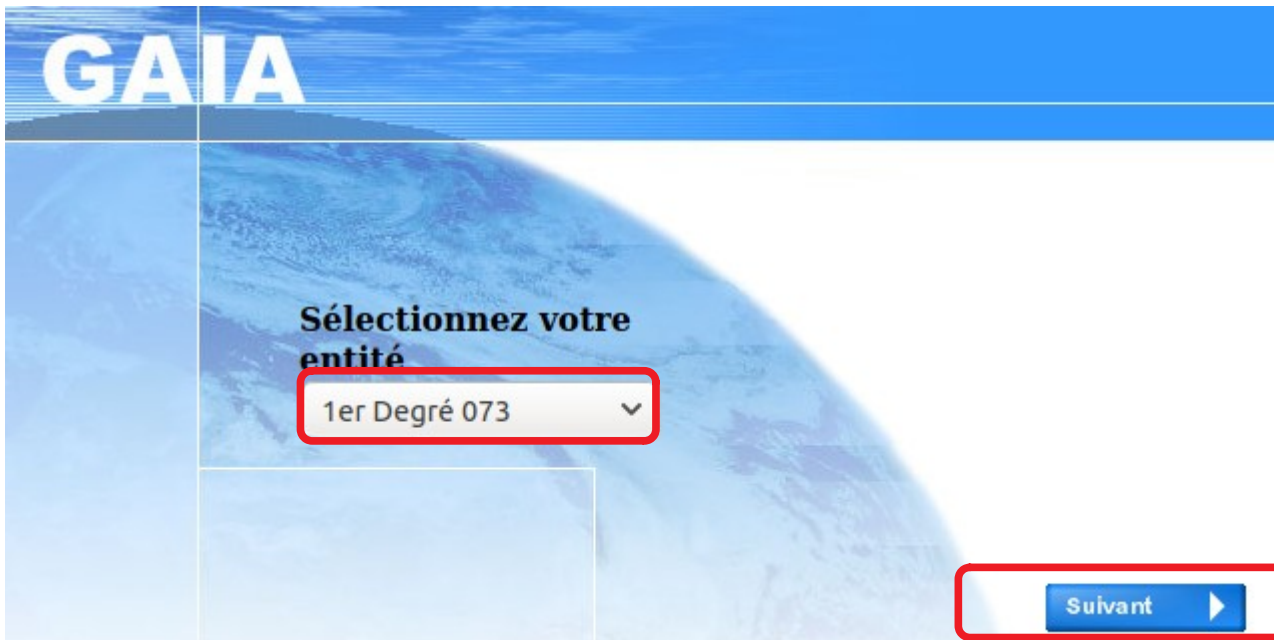 GAIA
Sélectionnez votre
entité
1er Degré 073
Suivant